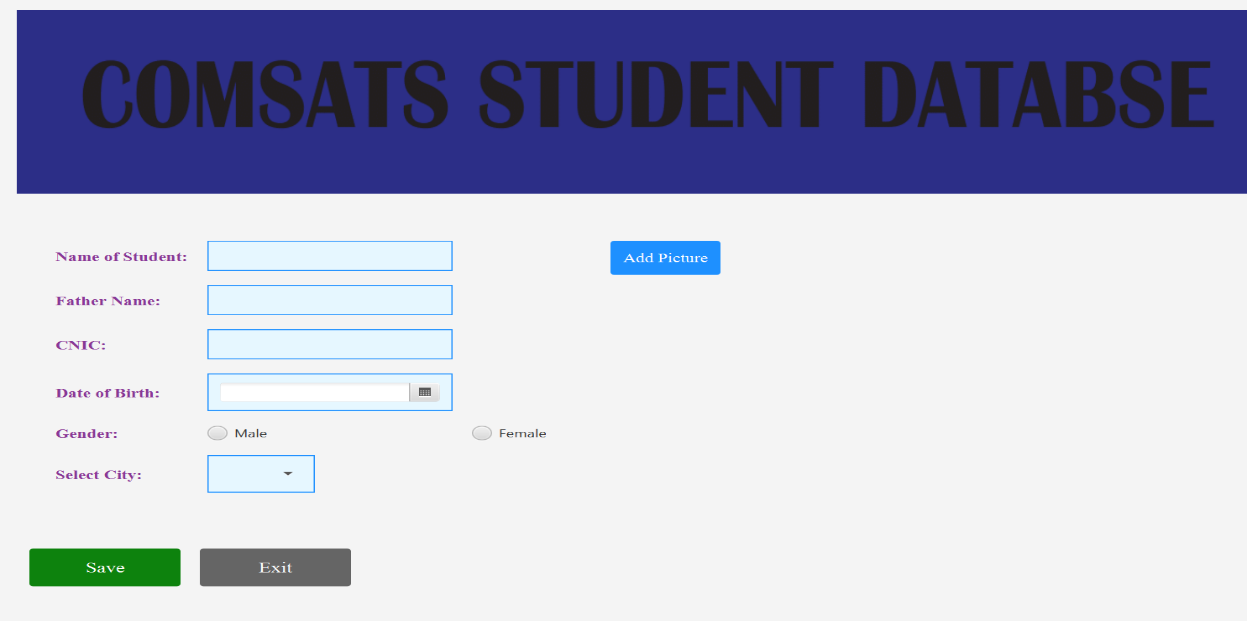 COMSATS STUDENT DATABSE
Name of Student:
Add Picture
Father Name:
CNIC:
Date of Birth:
Gender: Male Female
Select City:
Save Exit